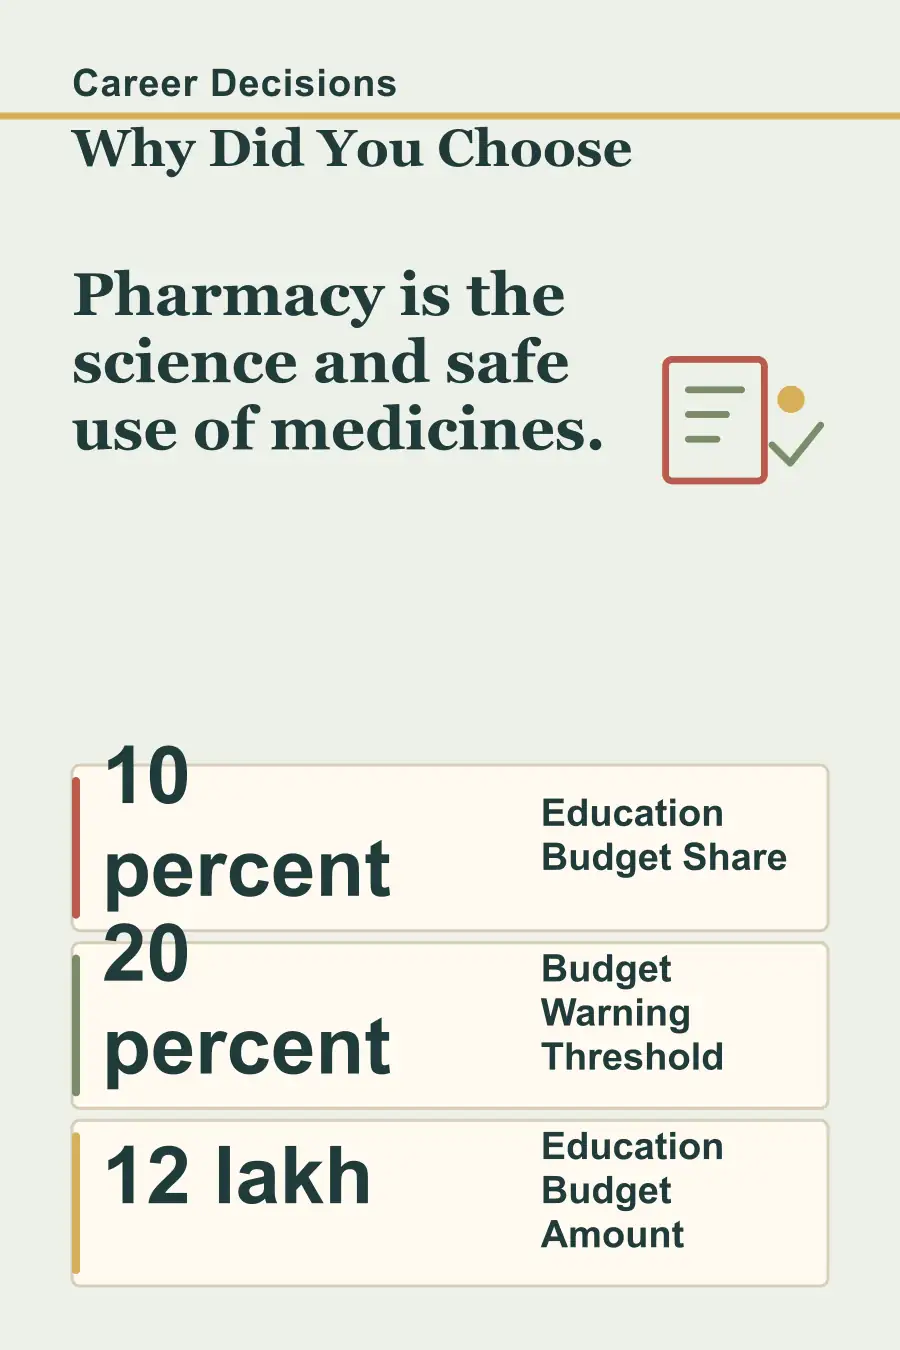 Career Decisions
Why Did You Choose
Pharmacy is the
science and safe
use of medicines.
10
percent
Education
Budget Share
20
percent
Budget
Warning
Threshold
12 lakh
Education
Budget
Amount